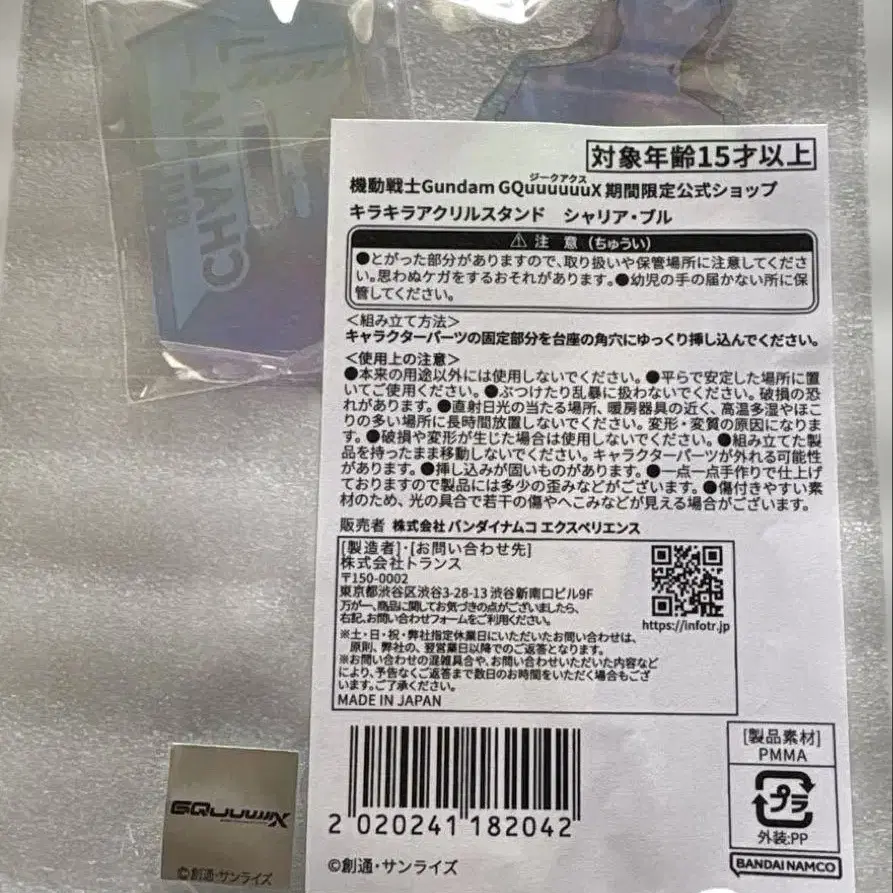 CHALIA
対象年齢15才以上
ジークアクス
機動戦士Gundam GQuuuuuuX 期間限定公式ショップ
キラキラアクリルスタンド シャリア・ブル
⚠ 注 意 (ちゅうい)
●とがった部分がありますので、取り扱いや保管場所に注意してくださ
い。思わぬケガをするおそれがあります。●幼児の手の届かない所に保
管してください。
＜組み立て方法＞
キャラクターパーツの固定部分を台座の角穴にゆっくり挿し込んでください。
＜使用上の注意＞
●本来の用途以外には使用しないでください。●平らで安定した場所に置
いてご使用ください。●ぶつけたり乱暴に扱わないでください。破損の恐
れがあります。●直射日光の当たる場所、暖房器具の近く、高温多湿やほこ
りの多い場所に長時間放置しないでください。変形・変質の原因になりま
す。●破損や変形が生じた場合は使用しないでください。●組み立てた製
品を持ったまま移動しないでください。キャラクターパーツが外れる可能性
があります。●挿し込みが固いものがあります。●一点一点手作りで仕上げ
ておりますので製品には多少の歪みなどがございます。●傷付きやすい素
材のため、光の具合で若干の傷やへこみなどが見える場合がございます。
販売者 株式会社 バンダイナムコ エクスペリエンス
[製造者]・[お問い合わせ先]
株式会社トランス
〒150-0002
東京都渋谷区渋谷3-28-13 渋谷新南口ビル9F
万が一、商品に関してお気づきの点がございましたら、
右記、お問い合わせフォームをご利用ください。
https://infotr.jp
※土・日・祝・弊社指定休業日にいただいたお問い合わせは、
原則、弊社の、翌営業日以降でのご返答となります。
※お問い合わせの混雑具合や、お問い合わせいただいた内容など
により、予告なくご返答まで数日のお時間をいただく場合もござ
います。ご了承ください。
MADE IN JAPAN
[製品素材]
PMMA
プラ
外装:PP
BANDAI NAMCO
2 020241 182042
©創通・サンライズ
GQuuuuuuX
©創通・サンライズ